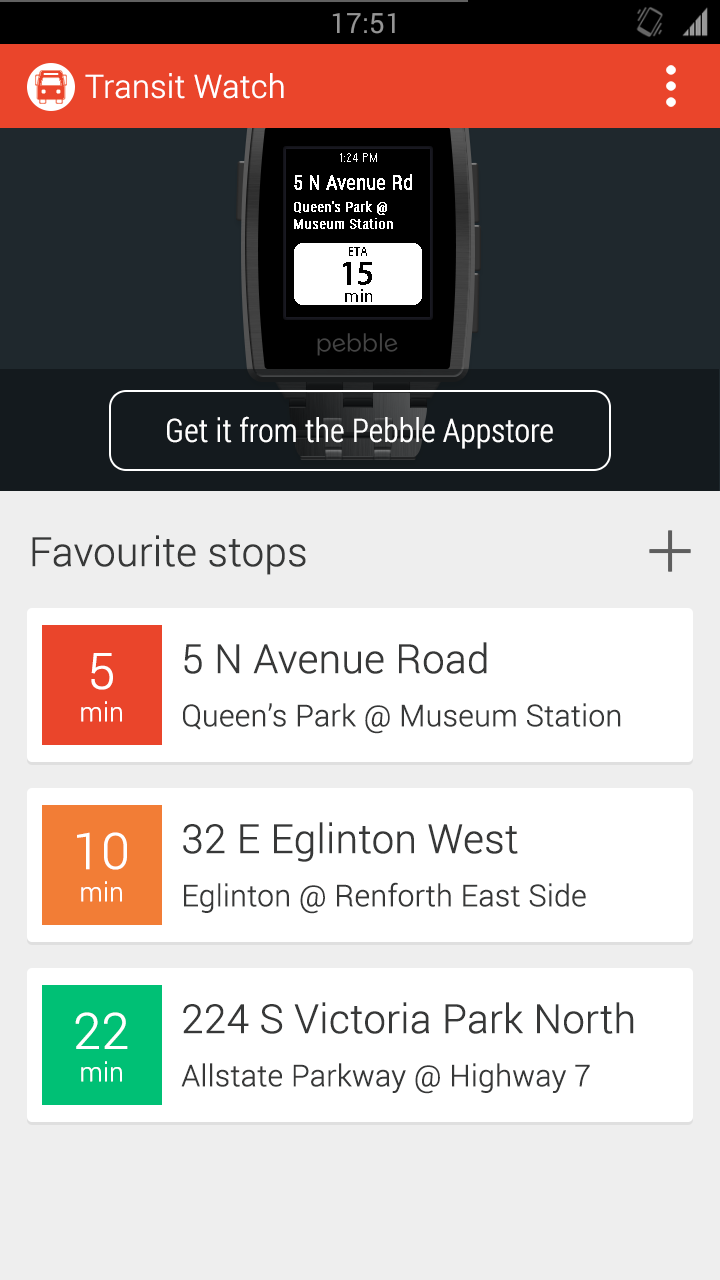 17:51
Transit Watch
1:24 PM
5 N Avenue Rd
Queen's Park @
Museum Station
ETA
15
min
pebble
Get it from the Pebble Appstore
Favourite stops
5
min
5 N Avenue Road
Queen’s Park @ Museum Station
10
min
32 E Eglinton West
Eglinton @ Renforth East Side
22
min
224 S Victoria Park North
Allstate Parkway @ Highway 7